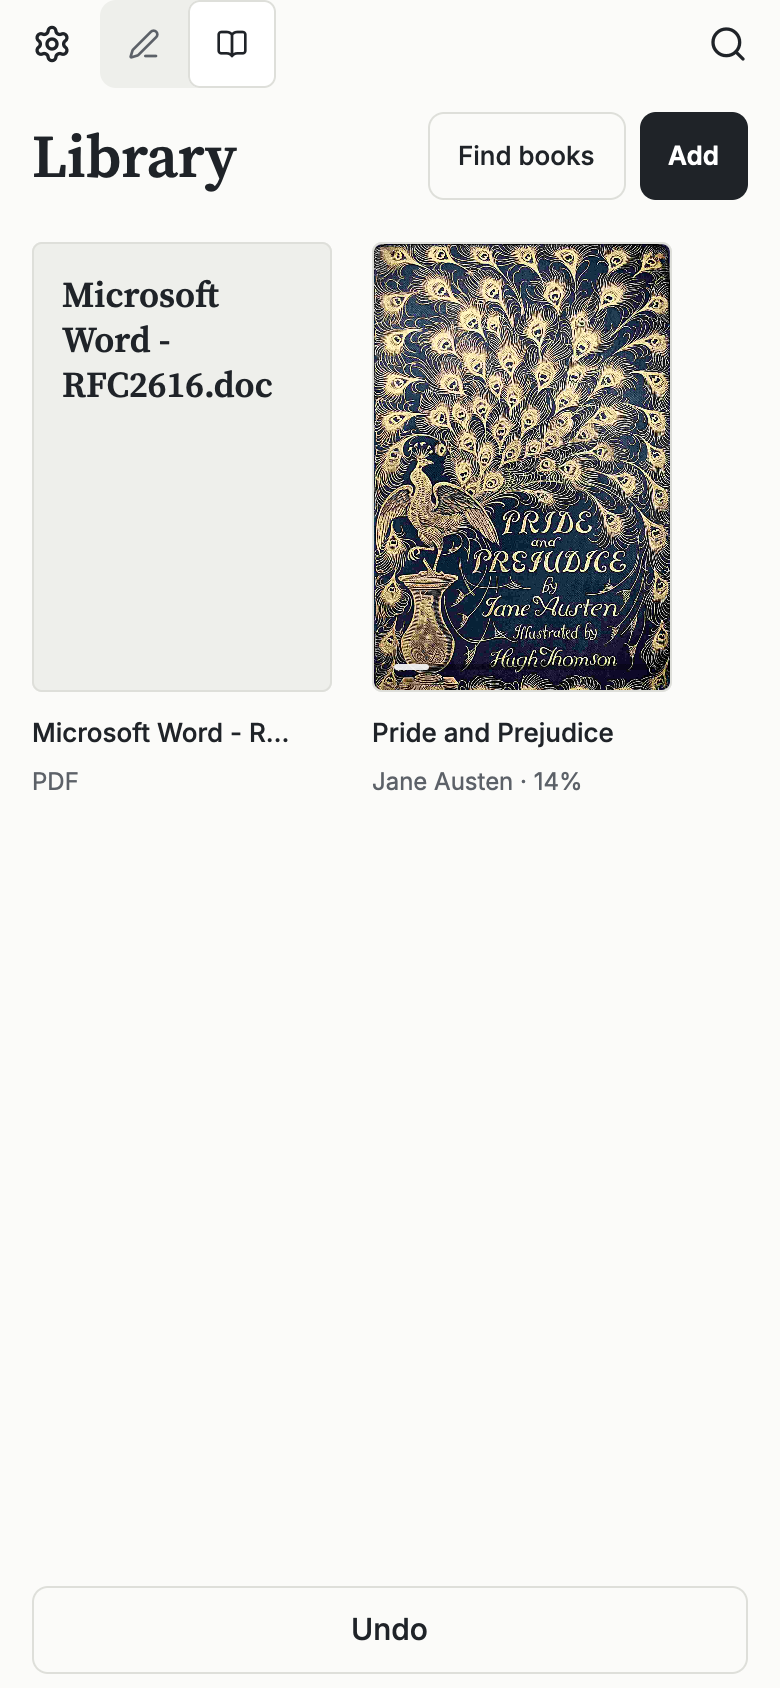 Library
Find books
Add
Microsoft
Word -
RFC2616.doc
PRIDE
and
PREJUDICE
by
Jane Austen
Illustrated by
Hugh Thomson
Microsoft Word - R...
PDF
Pride and Prejudice
Jane Austen · 14%
Undo